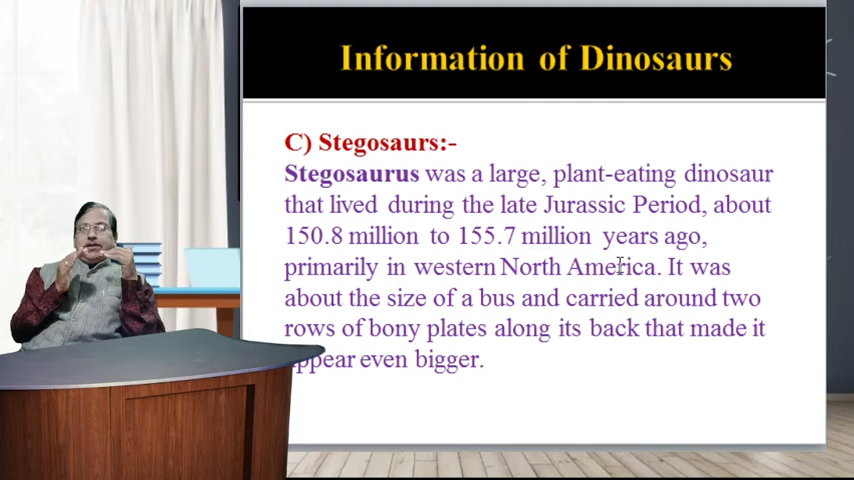 Information of Dinosaurs
C) Stegosaurs:-
Stegosaurus was a large, plant-eating dinosaur
that lived during the late Jurassic Period, about
150.8 million to 155.7 million years ago,
primarily in western North America. It was
about the size of a bus and carried around two
rows of bony plates along its back that made it
appear even bigger.